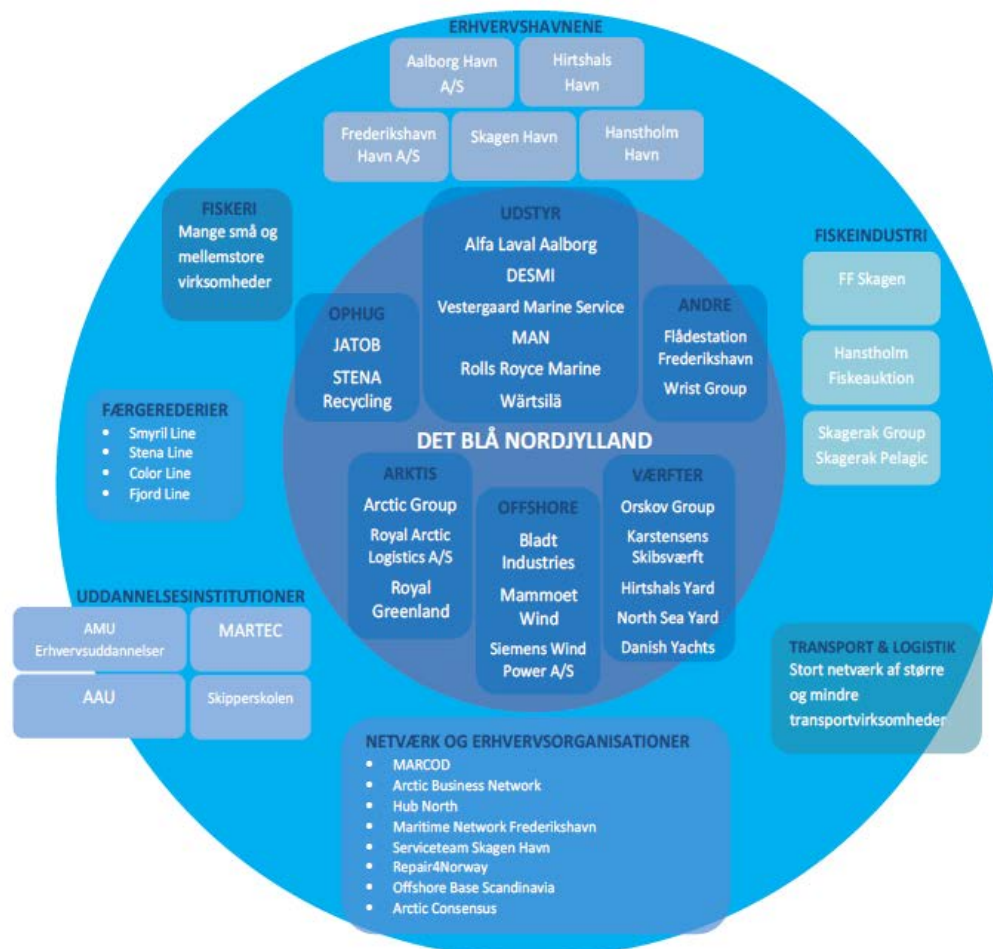 ERHVERVSHAVNENE
Aalborg Havn
A/S
Hirtshals
Havn
Frederikshavn
Havn A/S
Skagen Havn
Hanstholm
Havn
FISKERI
Mange små og
mellemstore
virksomheder
UDSTYR
Alfa Laval Aalborg
DESMI
Vestergaard Marine Service
MAN
Rolls Royce Marine
Wärtsilä
FISKEINDUSTRI
FF Skagen
Hanstholm
Fiskeauktion
Skagerak Group
Skagerak Pelagic
OPHUG
JATOB
STENA
Recycling
ANDRE
Flådestation
Frederikshavn
Wrist Group
FÆRGEREDERIER
• Smyril Line
• Stena Line
• Color Line
• Fjord Line
DET BLÅ NORDJYLLAND
ARKTIS
Arctic Group
Royal Arctic
Logistics A/S
Royal
Greenland
OFFSHORE
Bladt
Industries
Mammoet
Wind
Siemens Wind
Power A/S
VÆRFTER
Orskov Group
Karstensens
Skibsværft
Hirtshals Yard
North Sea Yard
Danish Yachts
UDDANNELSESINSTITUTIONER
AMU
Erhvervsuddannelser
MARTEC
AAU
Skipperskolen
TRANSPORT & LOGISTIK
Stort netværk af større
og mindre
transportvirksomheder
NETVÆRK OG ERHVERVSORGANISATIONER
• MARCOD
• Arctic Business Network
• Hub North
• Maritime Network Frederikshavn
• Serviceteam Skagen Havn
• Repair4Norway
• Offshore Base Scandinavia
• Arctic Consensus